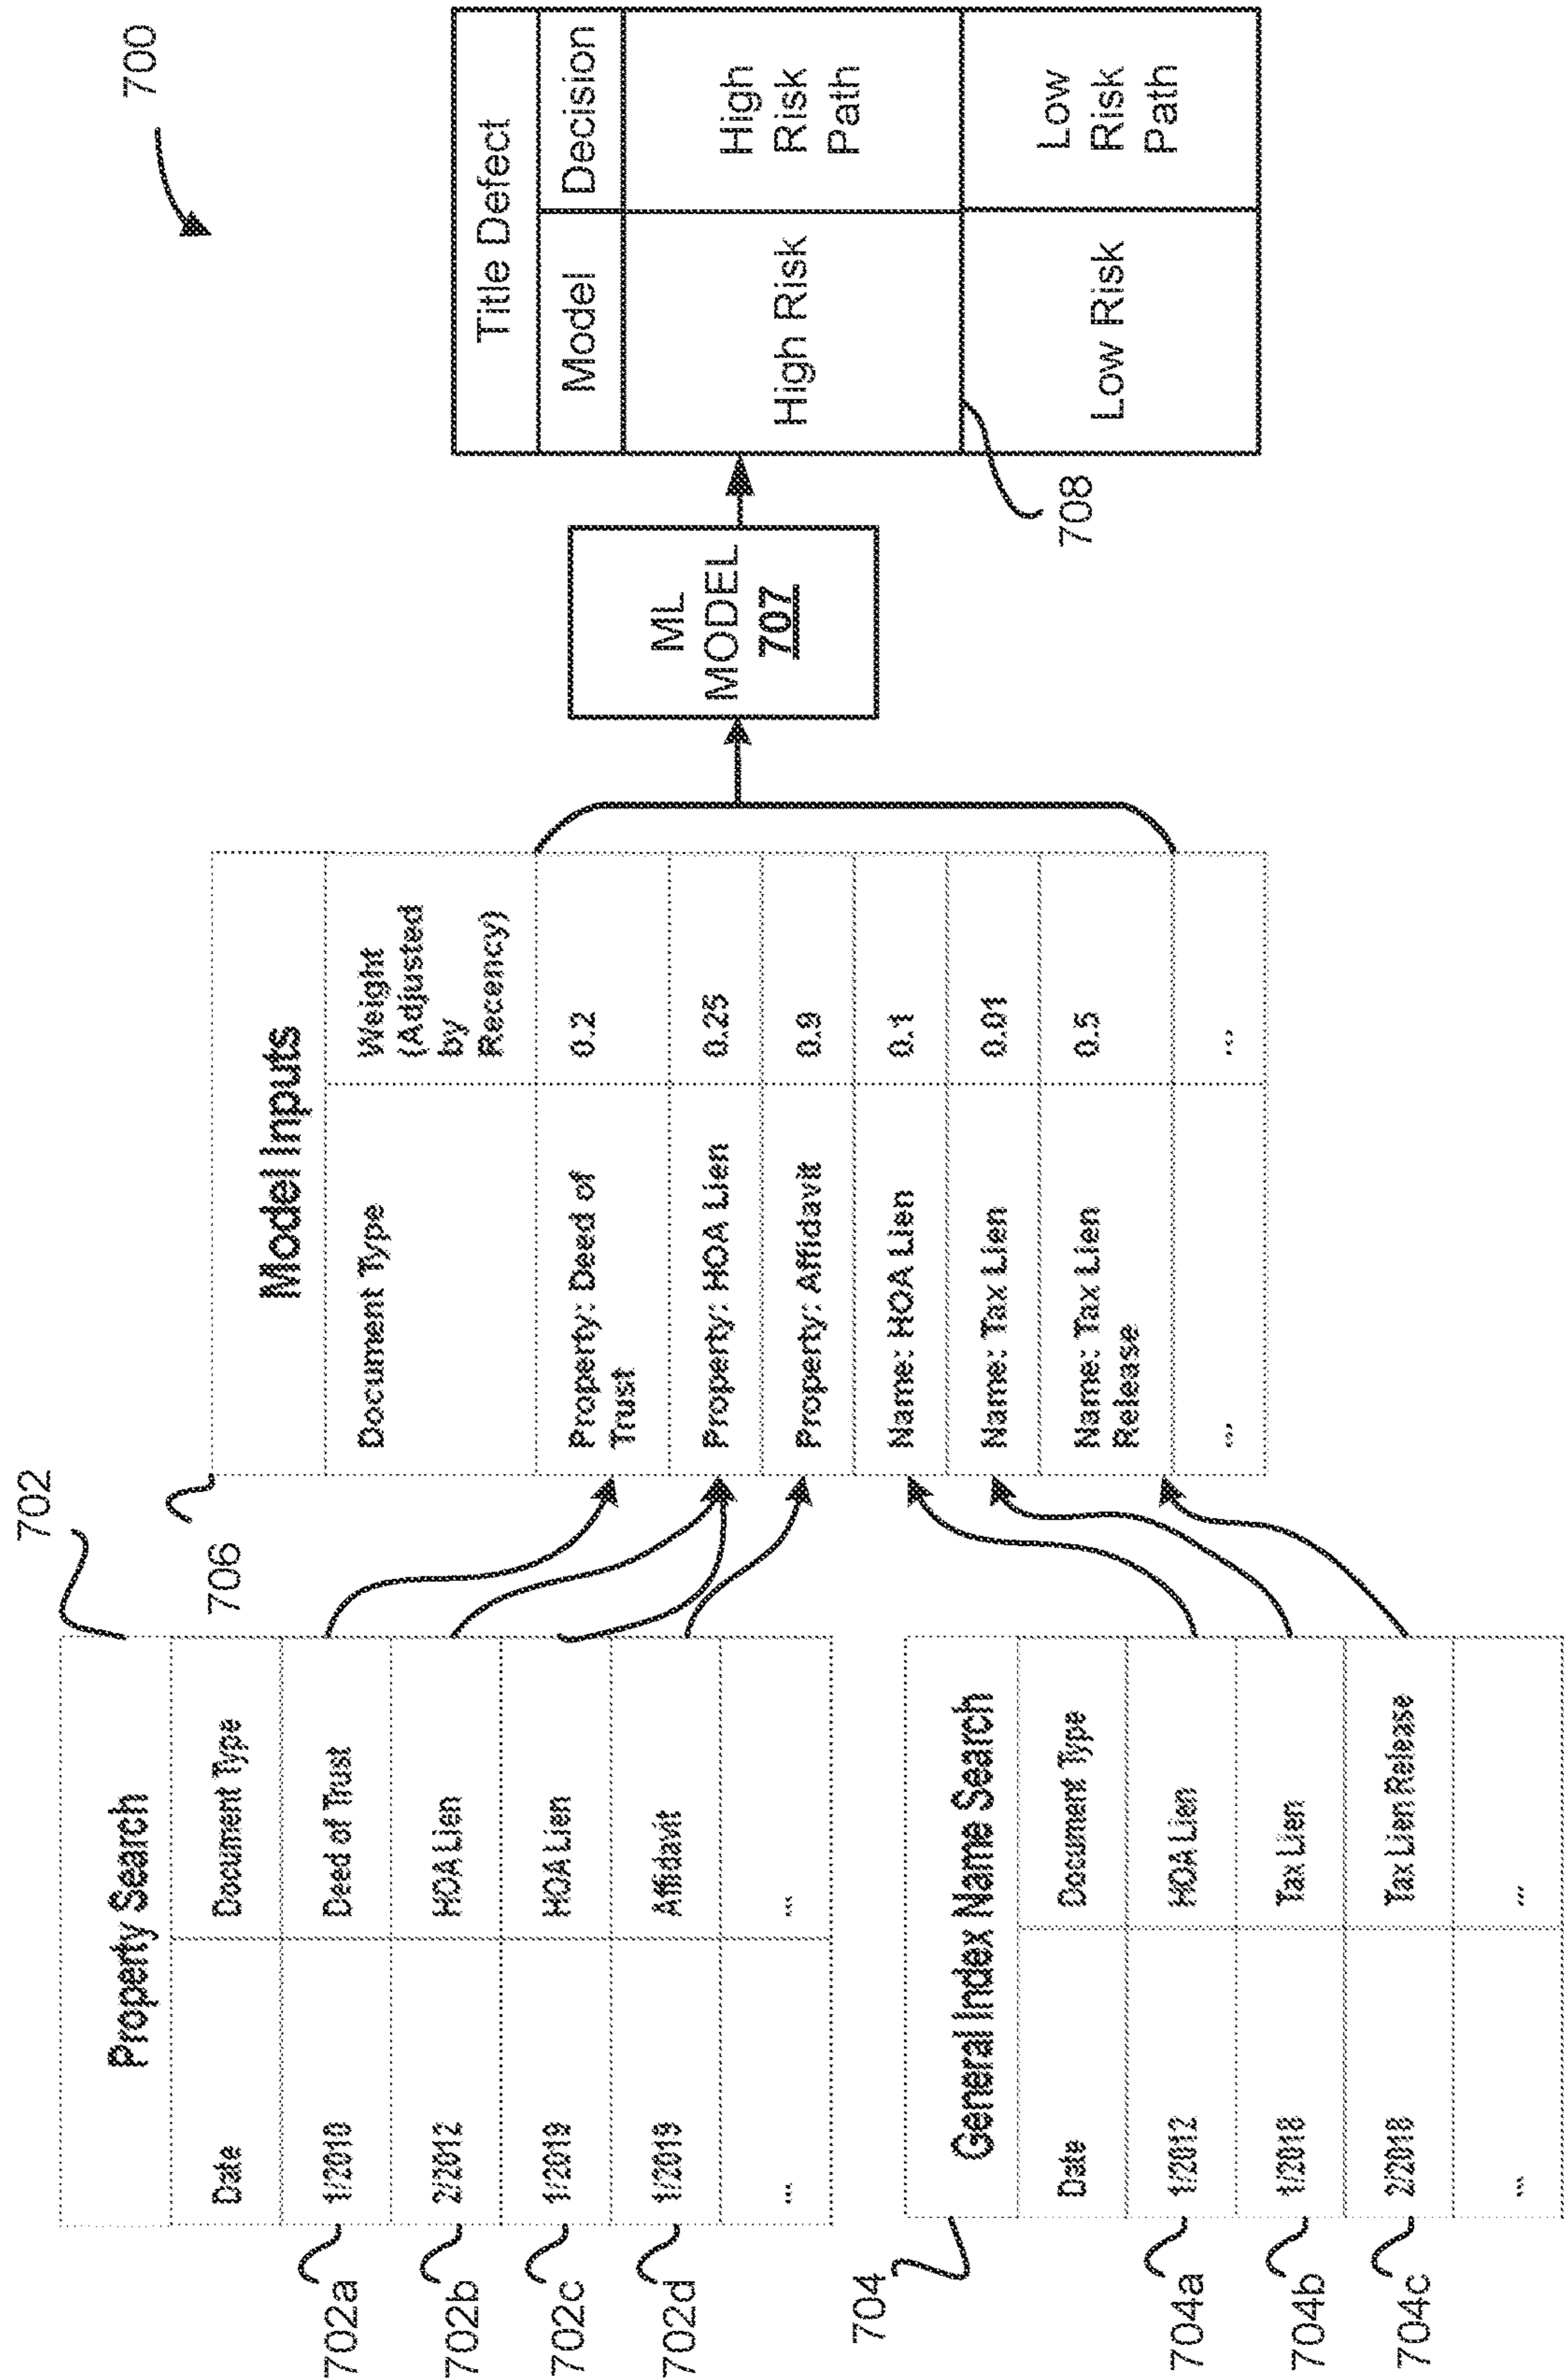 700
702
Property Search
Date Document Type
702a 1/2010 Deed of Trust
702b 2/2012 HOA Lien
702c 1/2019 HOA Lien
702d 1/2019 Affidavit
... ...
704
General Index Name Search
Date Document Type
704a 1/2012 HOA Lien
704b 1/2018 Tax Lien
704c 2/2018 Tax Lien Release
... ...
706
Model Inputs
Document Type Weight
(Adjusted
by
Recency)
Property: Deed of 0.2
Trust
Property: HOA Lien 0.25
Property: Affidavit 0.9
Name: HOA Lien 0.1
Name: Tax Lien 0.01
Name: Tax Lien 0.5
Release
... ...
ML
MODEL
707
708
Title Defect
Model Decision
High Risk High
Risk
Path
Low Risk Low
Risk
Path